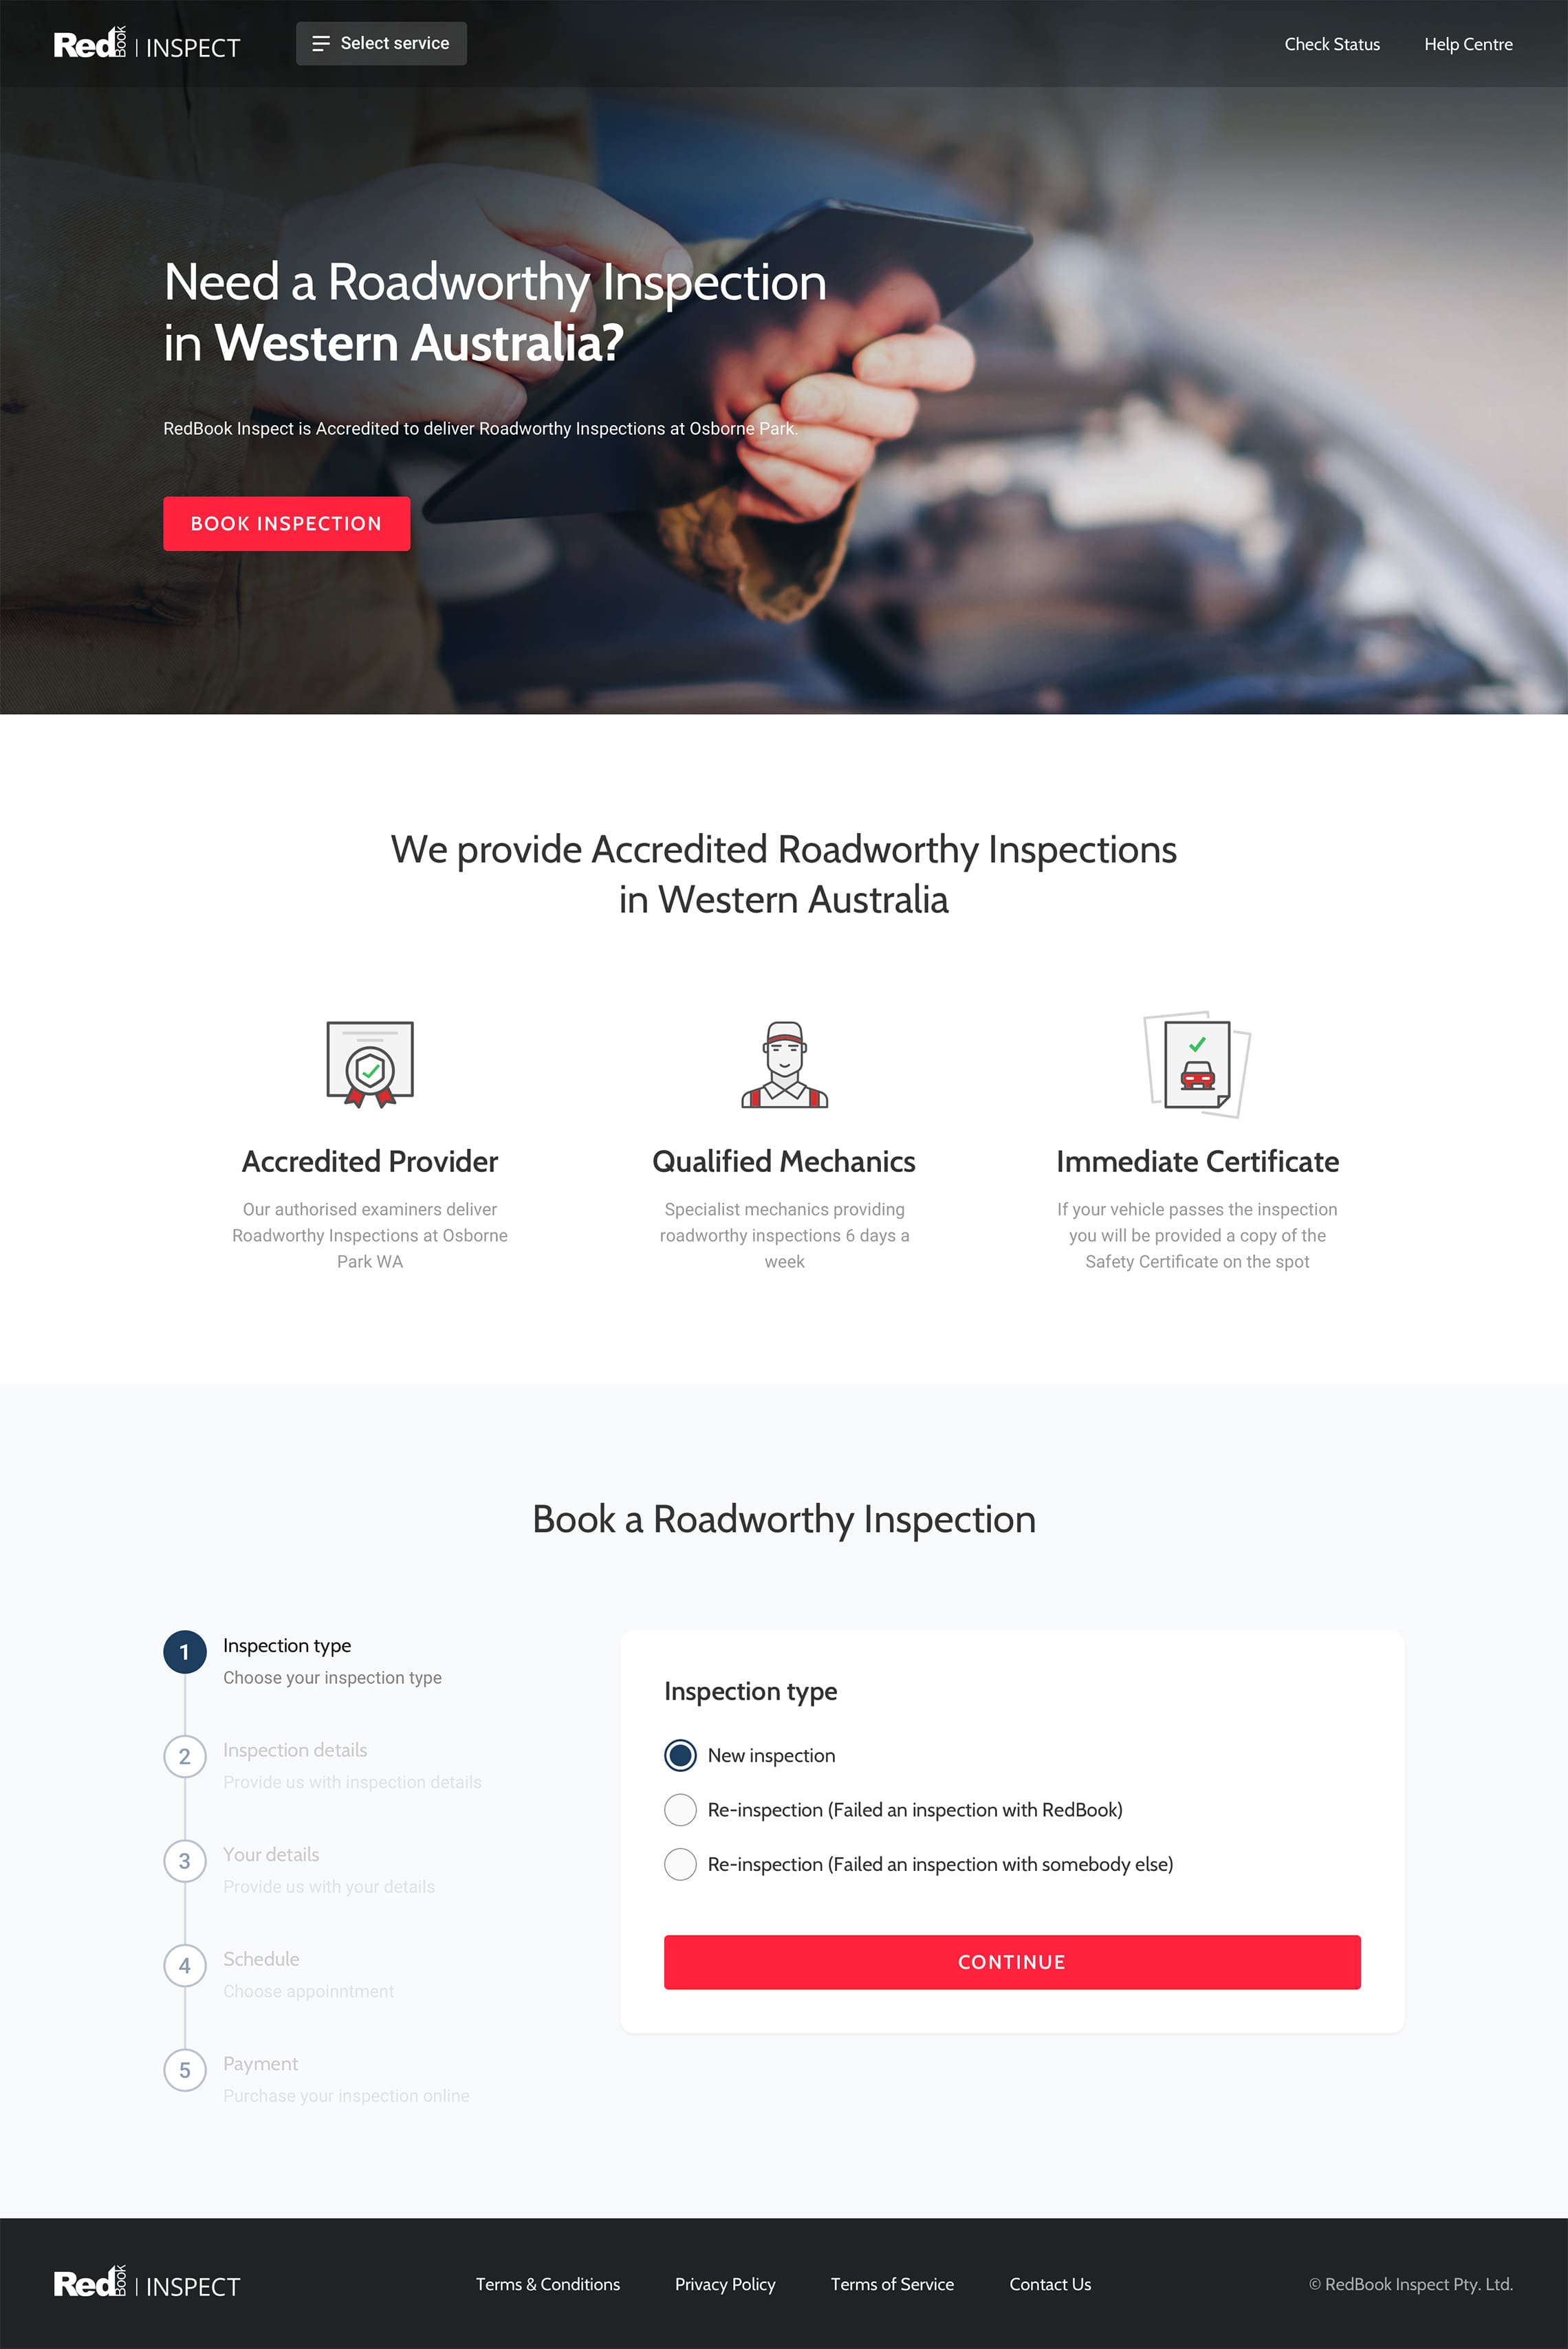 RedBook | INSPECT
Select service
Check Status
Help Centre
Need a Roadworthy Inspection
in Western Australia?
RedBook Inspect is Accredited to deliver Roadworthy Inspections at Osborne Park.
BOOK INSPECTION
We provide Accredited Roadworthy Inspections
in Western Australia
Accredited Provider
Our authorised examiners deliver
Roadworthy Inspections at Osborne
Park WA
Qualified Mechanics
Specialist mechanics providing
roadworthy inspections 6 days a
week
Immediate Certificate
If your vehicle passes the inspection
you will be provided a copy of the
Safety Certificate on the spot
Book a Roadworthy Inspection
1
Inspection type
Choose your inspection type
2
Inspection details
Provide us with inspection details
3
Your details
Provide us with your details
4
Schedule
Choose appoinntment
5
Payment
Purchase your inspection online
Inspection type
New inspection
Re-inspection (Failed an inspection with RedBook)
Re-inspection (Failed an inspection with somebody else)
CONTINUE
RedBook | INSPECT
Terms & Conditions
Privacy Policy
Terms of Service
Contact Us
© RedBook Inspect Pty. Ltd.